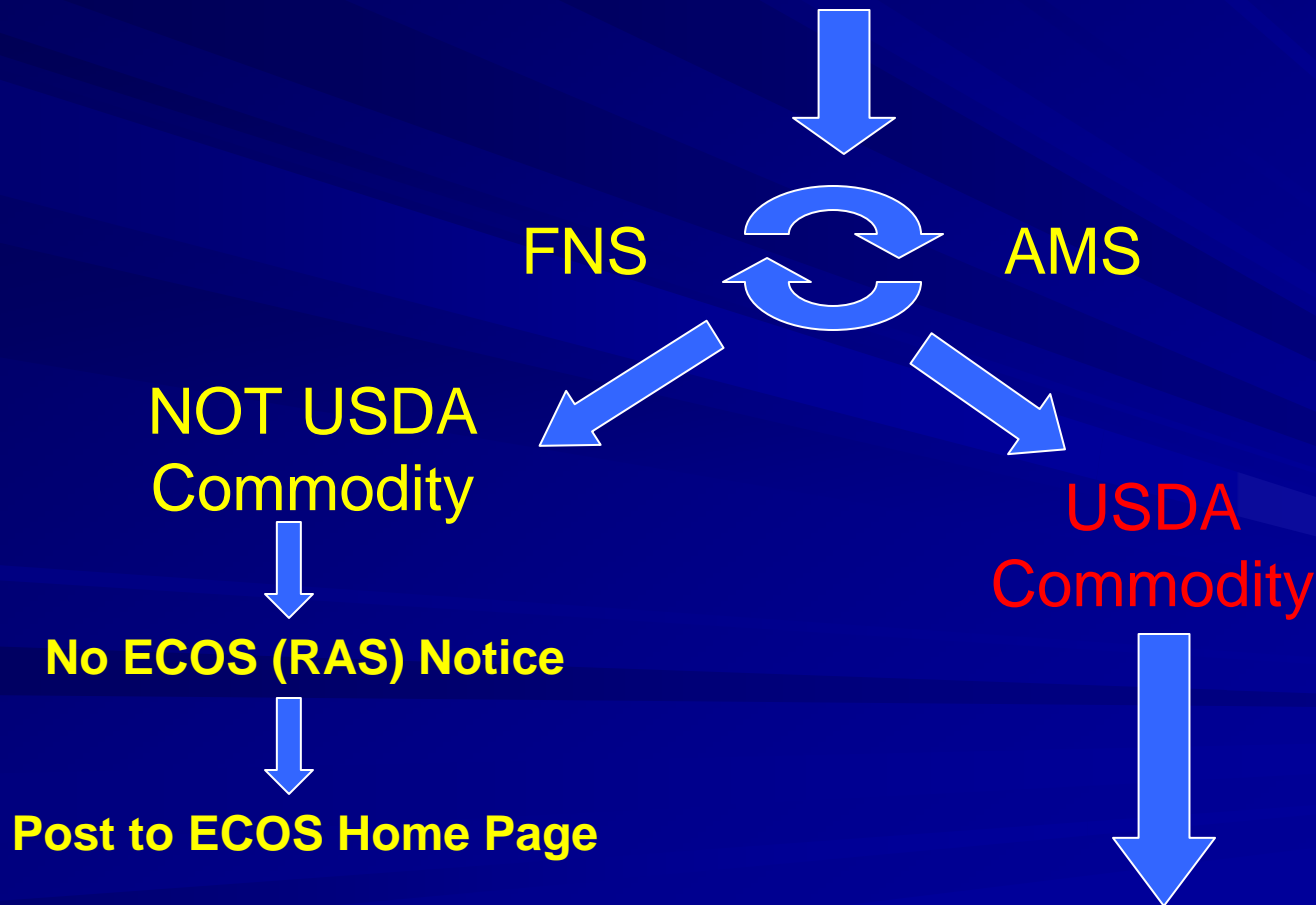 FNS
AMS
NOT USDA
Commodity
USDA
Commodity
No ECOS (RAS) Notice
Post to ECOS Home Page